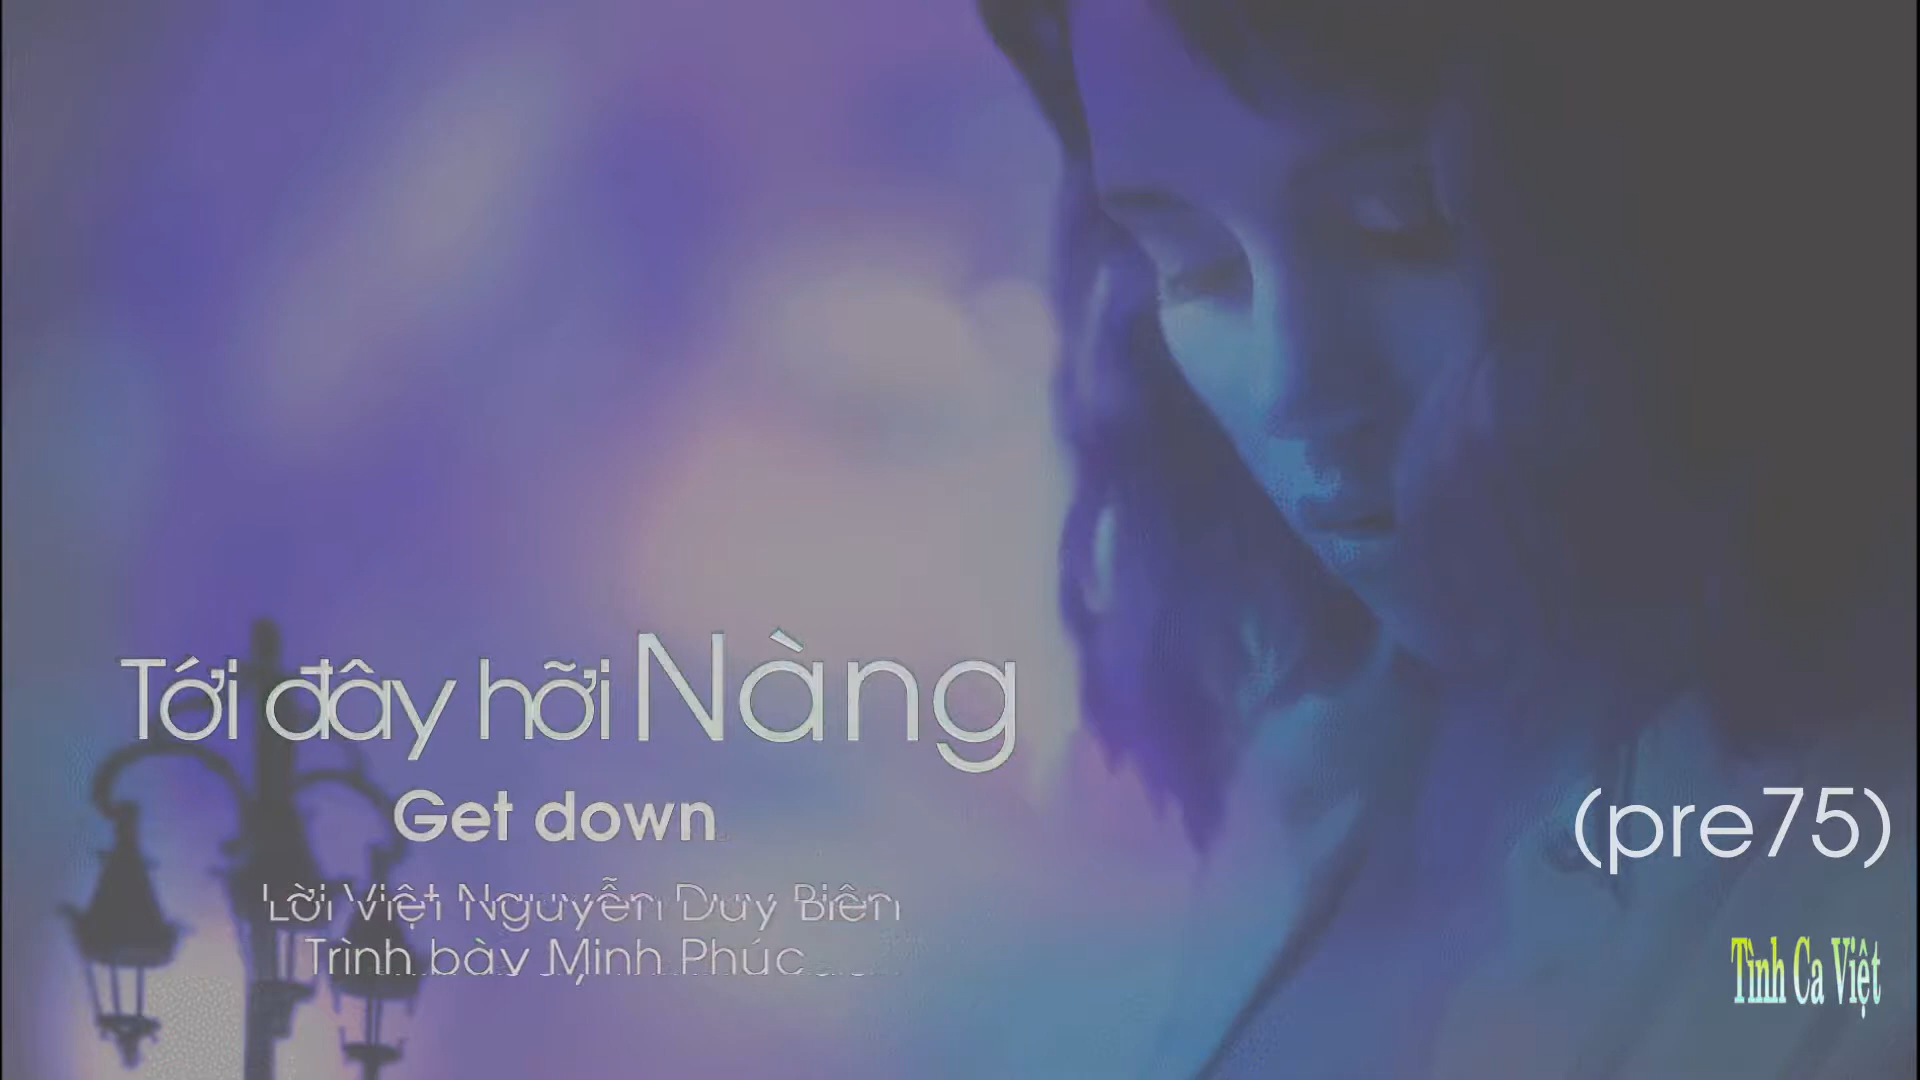 Tới đây hỡi Nàng
Get down
Lời Việt Nguyễn Duy Biên
Trình bày Minh Phúc
(pre75)
Tình Ca Việt